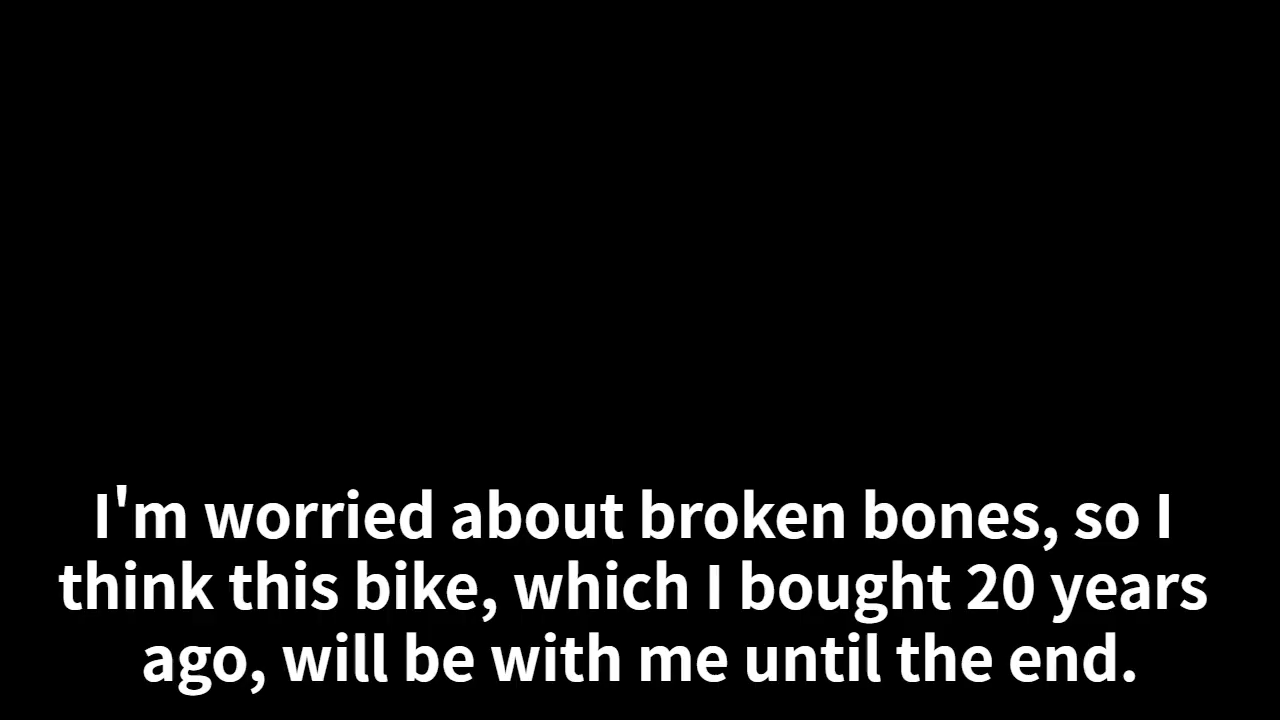 I'm worried about broken bones, so I
think this bike, which I bought 20 years
ago, will be with me until the end.